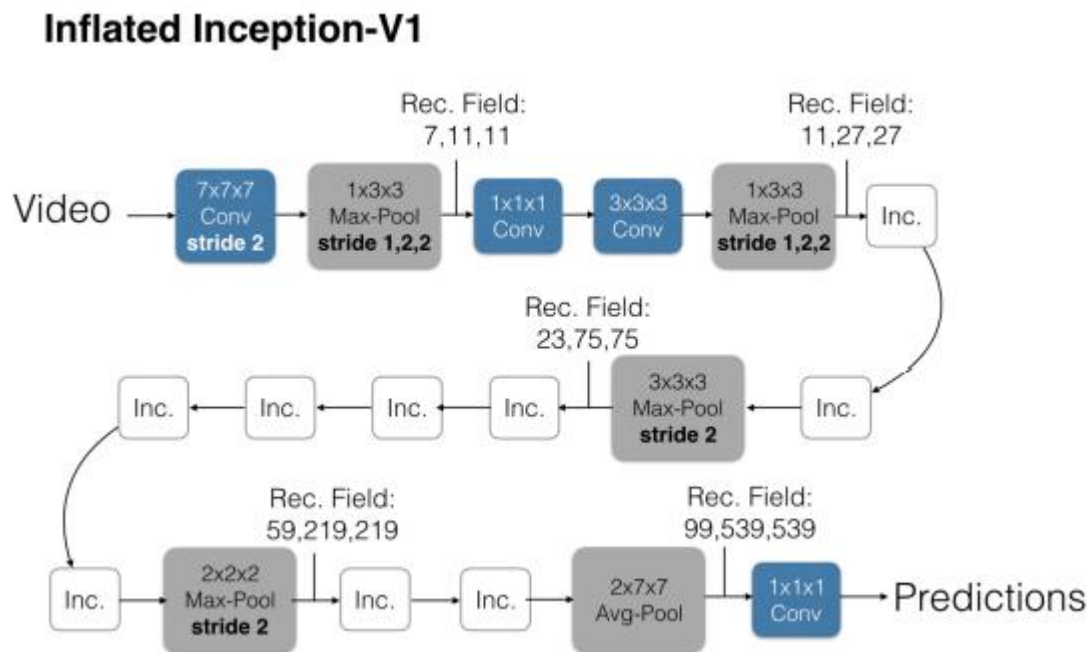 Inflated Inception-V1
Rec. Field:
7,11,11
Rec. Field:
11,27,27
Video
7x7x7
Conv
stride 2
1x3x3
Max-Pool
stride 1,2,2
1x1x1
Conv
3x3x3
Conv
1x3x3
Max-Pool
stride 1,2,2
Inc.
Rec. Field:
23,75,75
Inc.
3x3x3
Max-Pool
stride 2
Inc.
Inc.
Inc.
Inc.
Inc.
2x2x2
Max-Pool
stride 2
Rec. Field:
59,219,219
Inc.
Inc.
2x7x7
Avg-Pool
Rec. Field:
99,539,539
1x1x1
Conv
Predictions